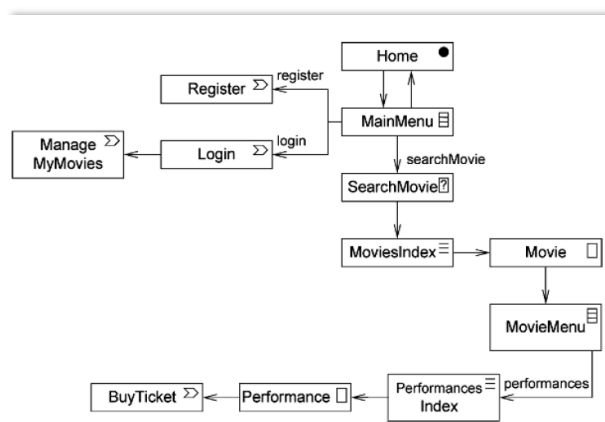 Home
Register
register
MainMenu
Manage
MyMovies
Login
login
searchMovie
SearchMovie
?
MoviesIndex
Movie
MovieMenu
performances
BuyTicket
Performance
Performances
Index